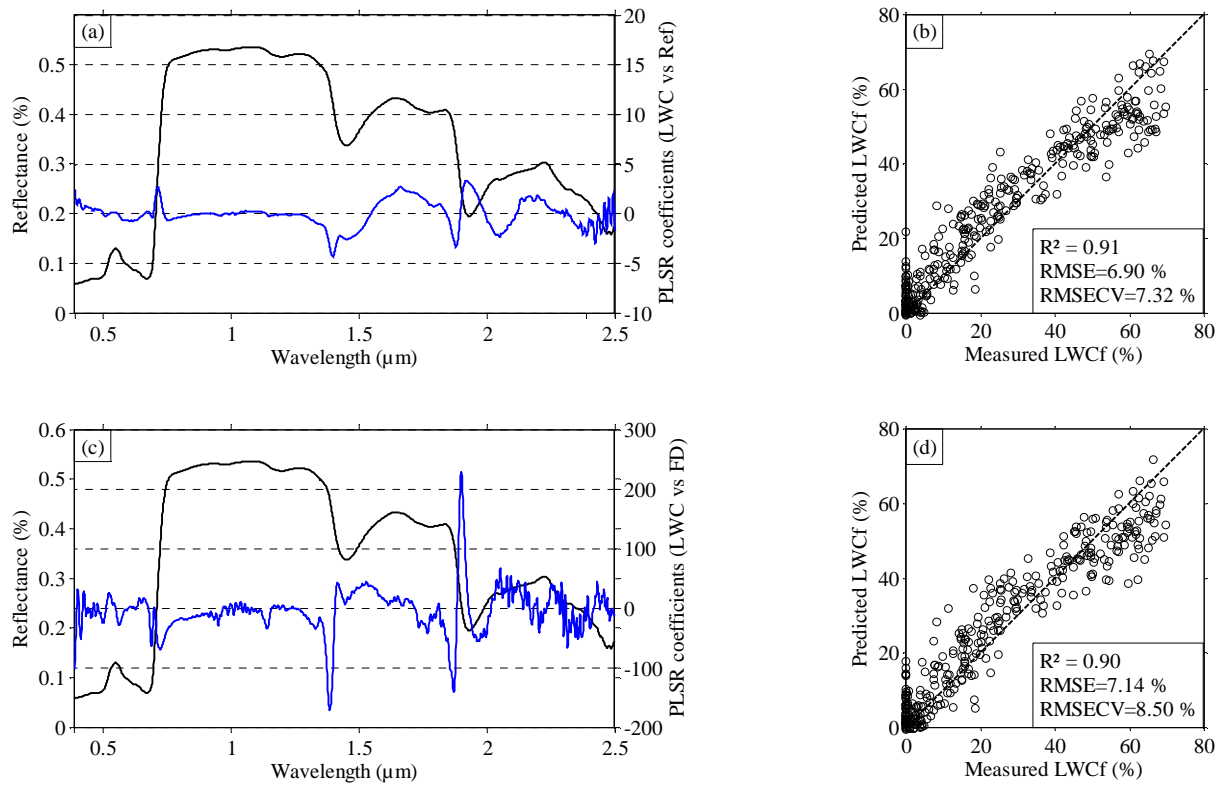 (a)
20
15
10
5
0
-5
-10
0.5
0.4
0.3
0.2
0.1
0
Reflectance (%)
PLSR coefficients (LWC vs Ref)
0.5
1
1.5
2
2.5
Wavelength (µm)
(b)
80
60
40
20
0
Predicted LWCf (%)
R² = 0.91
RMSE=6.90 %
RMSECV=7.32 %
0
20
40
60
80
Measured LWCf (%)
(c)
0.6
0.5
0.4
0.3
0.2
0.1
0
Reflectance (%)
300
200
100
0
-100
-200
PLSR coefficients (LWC vs FD)
0.5
1
1.5
2
2.5
Wavelength (µm)
(d)
80
60
40
20
0
Predicted LWCf (%)
R² = 0.90
RMSE=7.14 %
RMSECV=8.50 %
0
20
40
60
80
Measured LWCf (%)